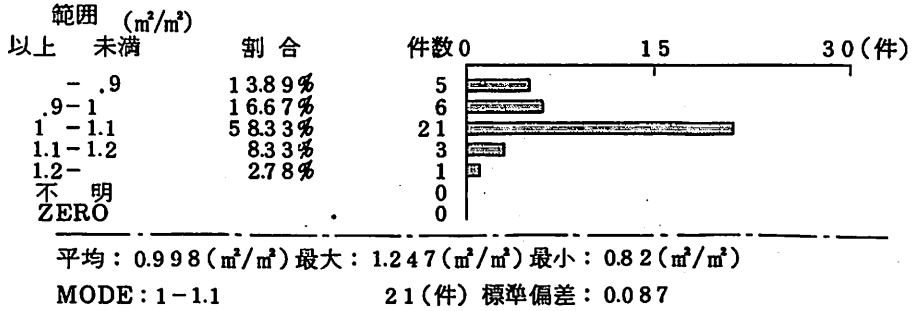 範囲 (㎡/㎡)
以上 未満 割合 件数 0 15 30(件)
- .9 13.89% 5
.9-1 16.67% 6
1 -1.1 58.33% 21
1.1-1.2 8.33% 3
1.2- 2.78% 1
不明 0
ZERO 0
平均:0.998(㎡/㎡)最大:1.247(㎡/㎡)最小:0.82(㎡/㎡)
MODE:1-1.1 21(件) 標準偏差:0.087